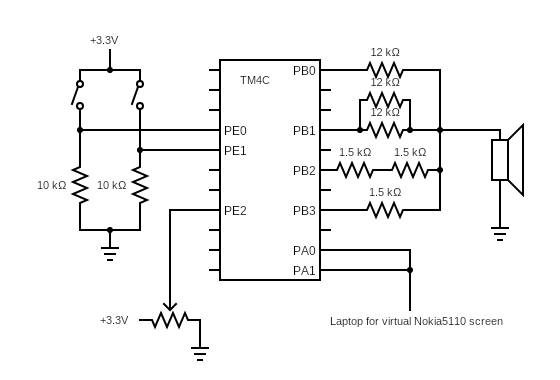 +3.3V
12 kΩ
TM4C
PB0
12 kΩ
12 kΩ
PE0
PB1
PE1
1.5 kΩ
1.5 kΩ
PB2
10 kΩ
10 kΩ
1.5 kΩ
PE2
PB3
PA0
PA1
+3.3V
Laptop for virtual Nokia5110 screen